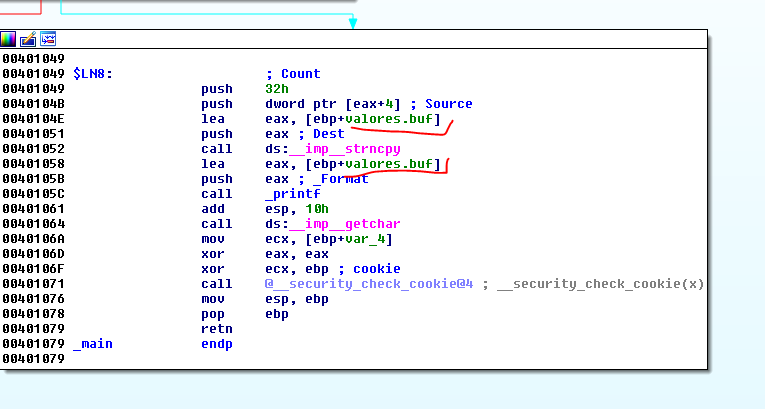 00401049
00401049 $LN8: ; Count
00401049 push 32h
0040104B push dword ptr [eax+4] ; Source
0040104E lea eax, [ebp+valores.buf]
00401051 push eax ; Dest
00401052 call ds:__imp__strncpy
00401058 lea eax, [ebp+valores.buf]
0040105B push eax ; _Format
0040105C call _printf
00401061 add esp, 10h
00401064 call ds:__imp__getchar
0040106A mov ecx, [ebp+var_4]
0040106D xor eax, eax
0040106F xor ecx, ebp ; cookie
00401071 call @__security_check_cookie@4 ; __security_check_cookie(x)
00401076 mov esp, ebp
00401078 pop ebp
00401079 retn
00401079 _main endp
00401079